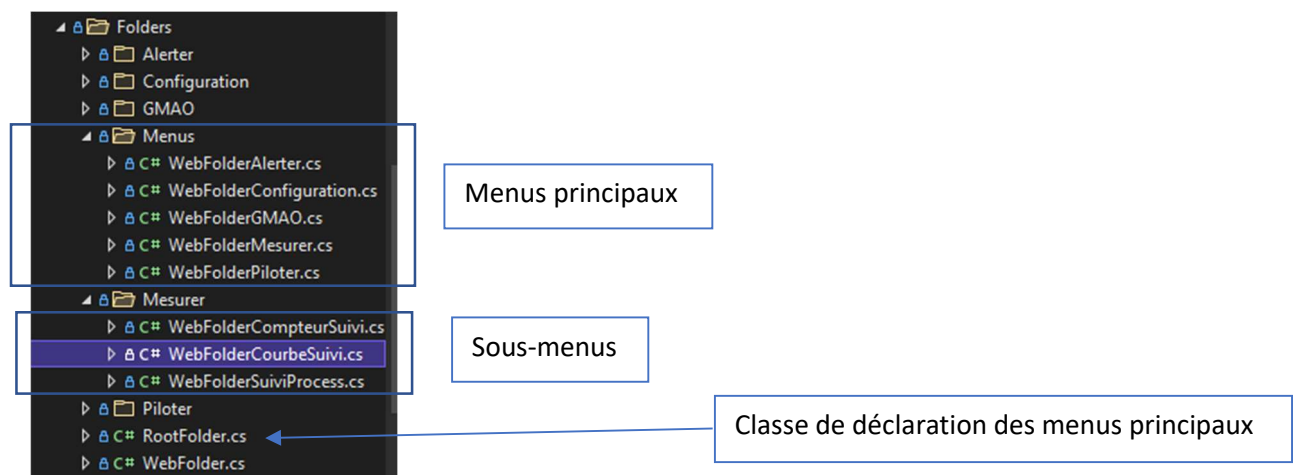 Folders
Alerter
Configuration
GMAO
Menus
C# WebFolderAlerter.cs
C# WebFolderConfiguration.cs
C# WebFolderGMAO.cs
C# WebFolderMesurer.cs
C# WebFolderPiloter.cs
Menus principaux
Mesurer
C# WebFolderCompteurSuivi.cs
C# WebFolderCourbeSuivi.cs
C# WebFolderSuiviProcess.cs
Sous-menus
Piloter
C# RootFolder.cs
C# WebFolder.cs
Classe de déclaration des menus principaux